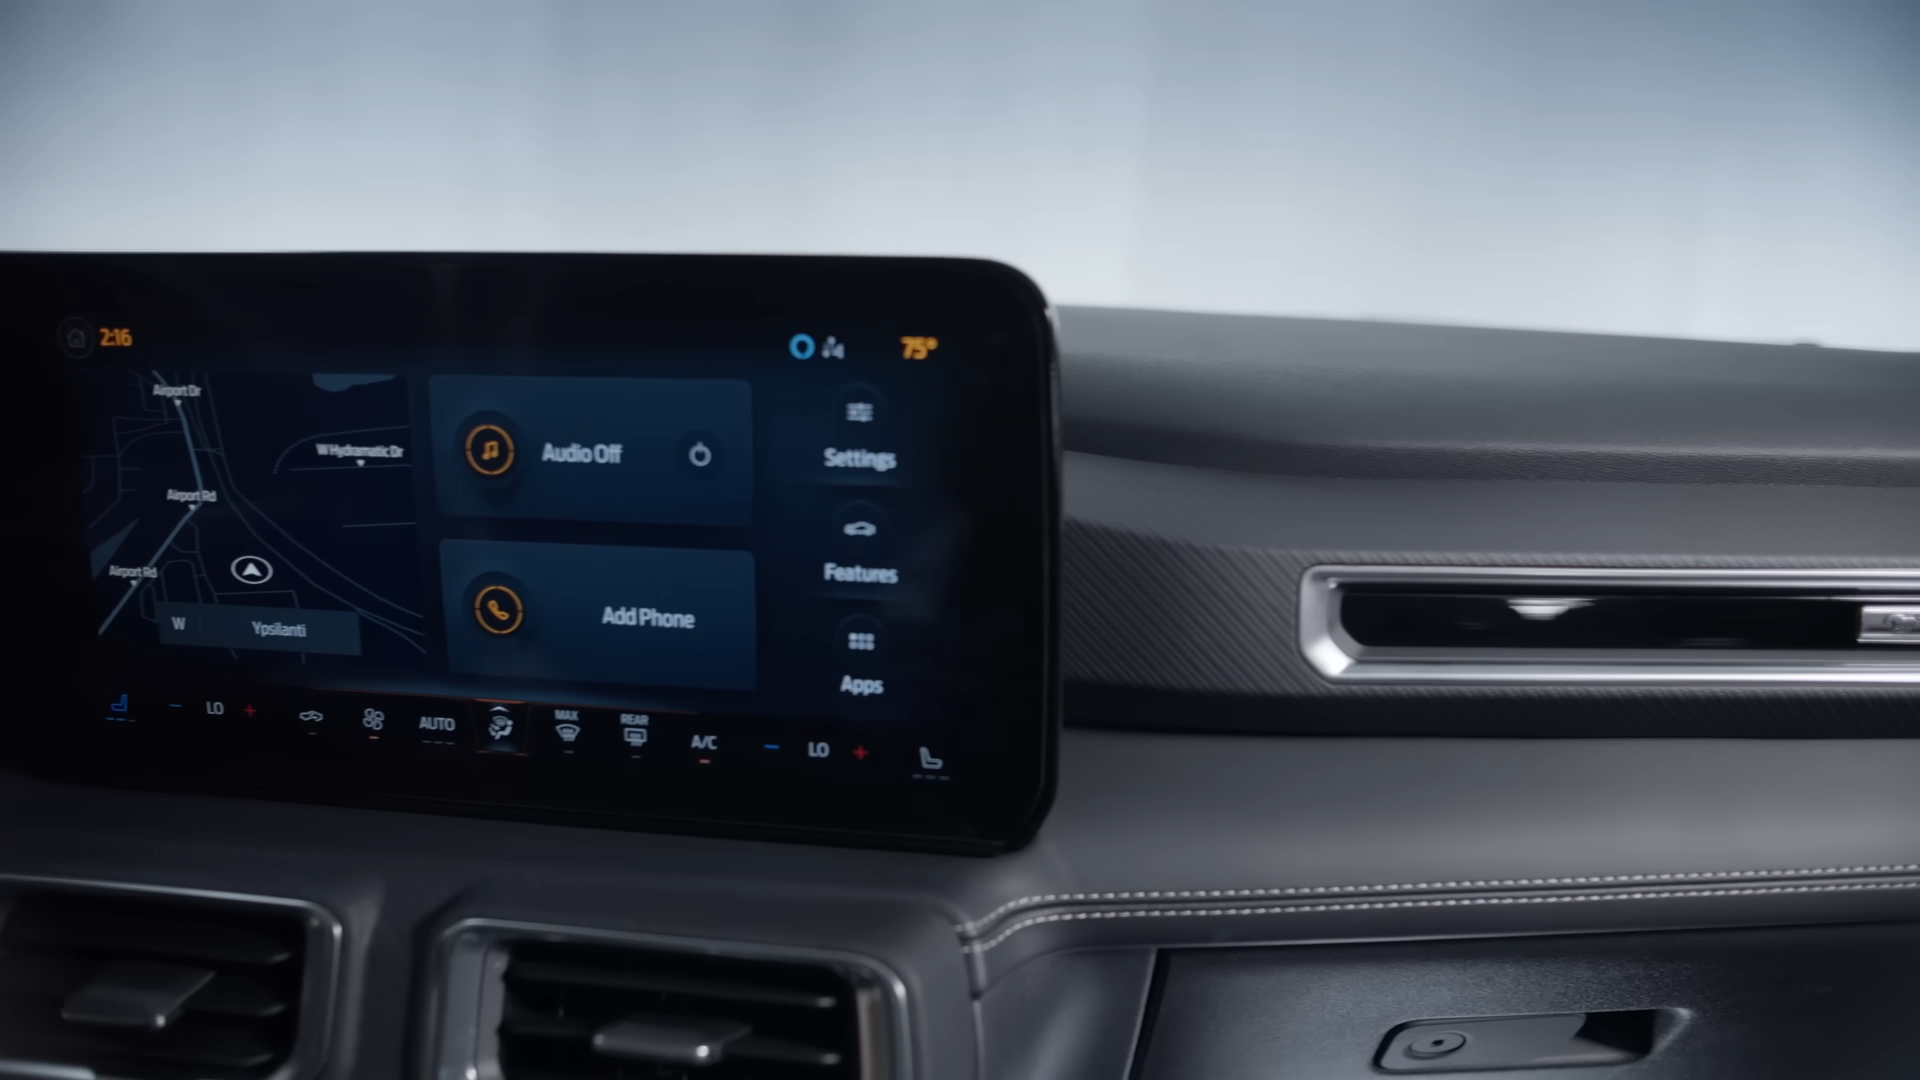 2:16
75°
Airport Dr
W Hydramatic Dr
Airport Rd
Airport Rd
W
Ypsilanti
Audio Off
Add Phone
Settings
Features
Apps
LO
AUTO
MAX
REAR
A/C
LO